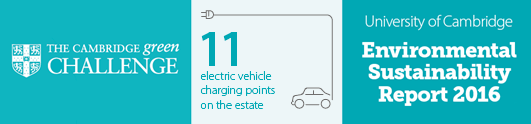 THE CAMBRIDGE green
CHALLENGE
11
electric vehicle
charging points
on the estate
University of Cambridge
Environmental
Sustainability
Report 2016